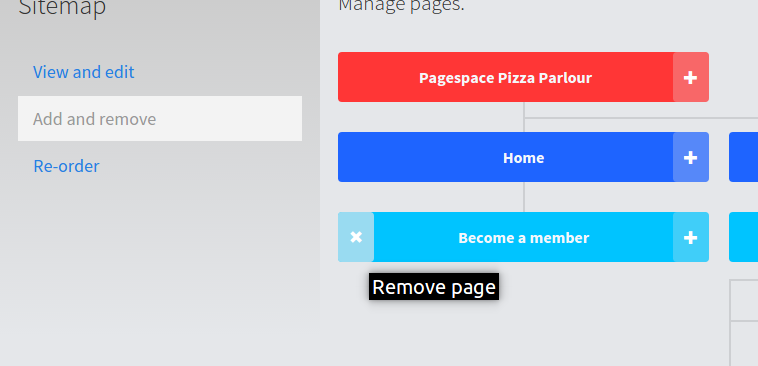 Sitemap
View and edit
Add and remove
Re-order
Manage pages.
Pagespace Pizza Parlour
Home
Become a member
Remove page